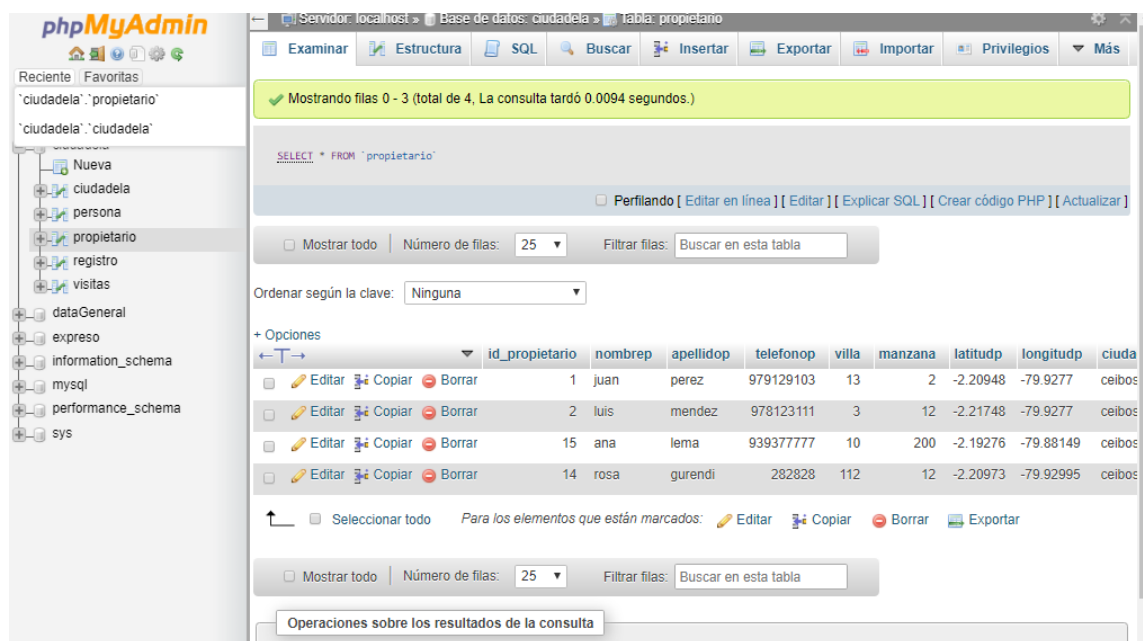 phpMyAdmin
Reciente Favoritas
`ciudadela`.`propietario`
`ciudadela`.`ciudadela`
Nueva
ciudadela
persona
propietario
registro
visitas
dataGeneral
expreso
information_schema
mysql
performance_schema
sys
Servidor: localhost » Base de datos: ciudadela » Tabla: propietario
Examinar Estructura SQL Buscar Insertar Exportar Importar Privilegios Más
Mostrando filas 0 - 3 (total de 4, La consulta tardó 0.0094 segundos.)
SELECT * FROM `propietario`
Perfilando [ Editar en línea ] [ Editar ] [ Explicar SQL ] [ Crear código PHP ] [ Actualizar ]
Mostrar todo | Número de filas: 25 Filtrar filas: Buscar en esta tabla
Ordenar según la clave: Ninguna
+ Opciones
←T→ id_propietario nombrep apellidop telefonop villa manzana latitudp longitudp ciuda
Editar Copiar Borrar 1 juan perez 979129103 13 2 -2.20948 -79.9277 ceibos
Editar Copiar Borrar 2 luis mendez 978123111 3 12 -2.21748 -79.9277 ceibos
Editar Copiar Borrar 15 ana lema 939377777 10 200 -2.19276 -79.88149 ceibos
Editar Copiar Borrar 14 rosa gurendi 282828 112 12 -2.20973 -79.92995 ceibos
Seleccionar todo Para los elementos que están marcados: Editar Copiar Borrar Exportar
Mostrar todo | Número de filas: 25 Filtrar filas: Buscar en esta tabla
Operaciones sobre los resultados de la consulta